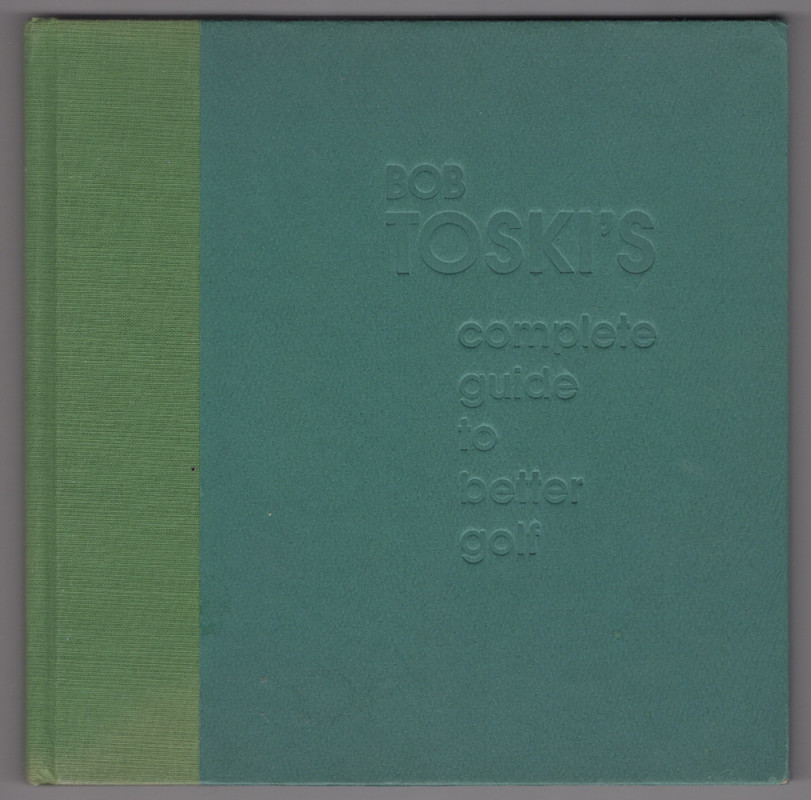 BOB
TOSKI'S
complete
guide
to
better
golf